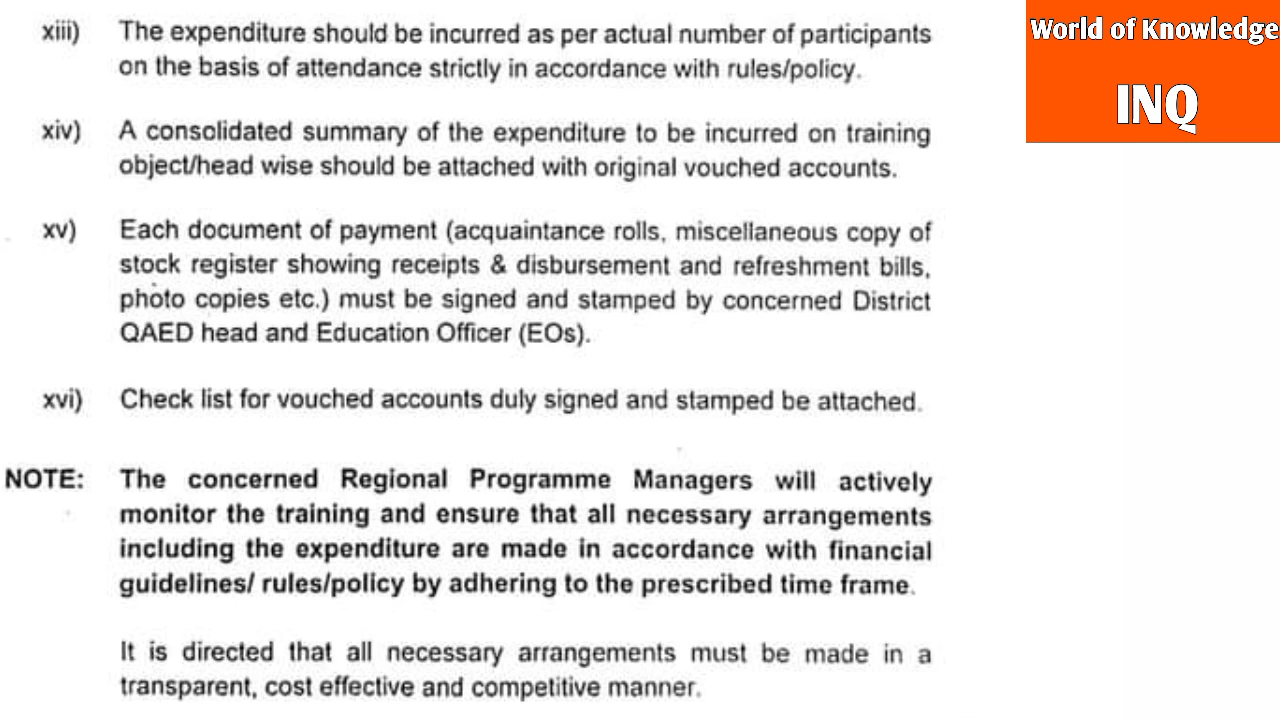 xiii) The expenditure should be incurred as per actual number of participants
on the basis of attendance strictly in accordance with rules/policy.
xiv) A consolidated summary of the expenditure to be incurred on training
object/head wise should be attached with original vouched accounts.
xv) Each document of payment (acquaintance rolls, miscellaneous copy of
stock register showing receipts & disbursement and refreshment bills,
photo copies etc.) must be signed and stamped by concerned District
QAED head and Education Officer (EOs).
xvi) Check list for vouched accounts duly signed and stamped be attached.
NOTE: The concerned Regional Programme Managers will actively
monitor the training and ensure that all necessary arrangements
including the expenditure are made in accordance with financial
guidelines/ rules/policy by adhering to the prescribed time frame.
It is directed that all necessary arrangements must be made in a
transparent, cost effective and competitive manner.
World of Knowledge
INQ